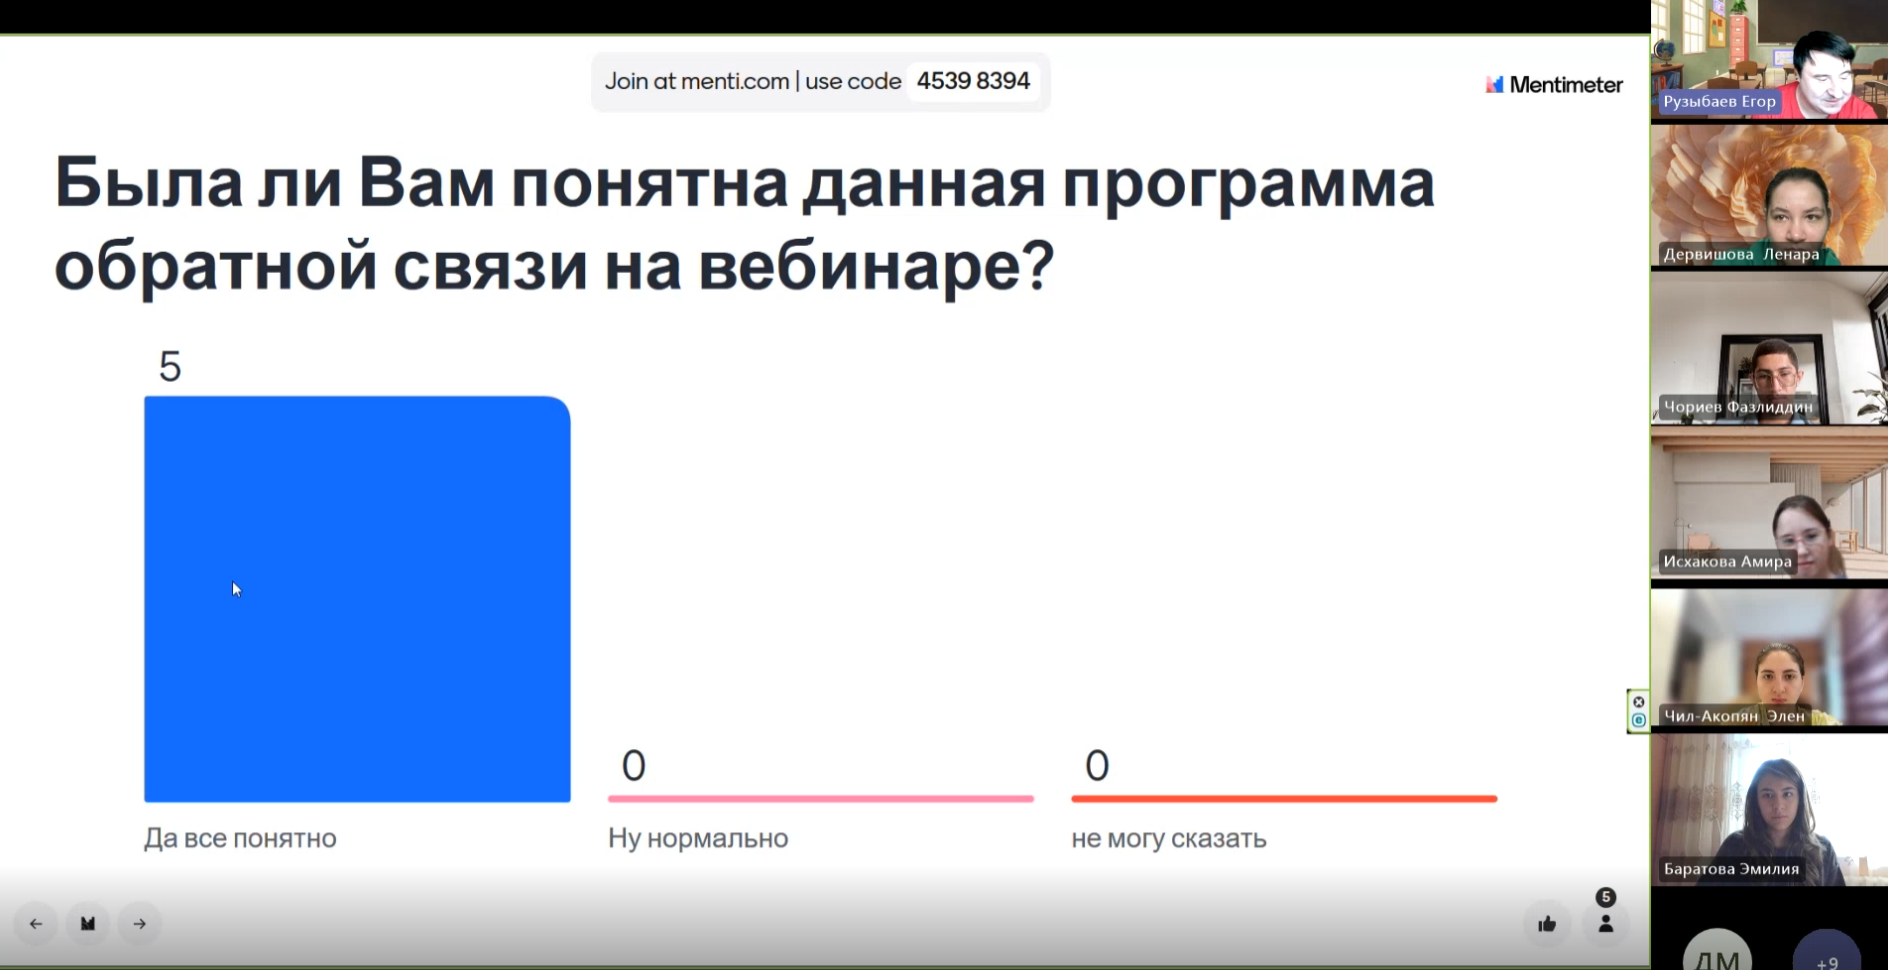 Join at menti.com | use code 4539 8394
Mentimeter
Была ли Вам понятна данная программа
обратной связи на вебинаре?
5
0
0
Да все понятно
Ну нормально
не могу сказать
5
Рузыбаев Егор
Дервишова Ленара
Чориев Фазлиддин
Исхакова Амира
Чил-Акопян Элен
Баратова Эмилия
ДМ
+9